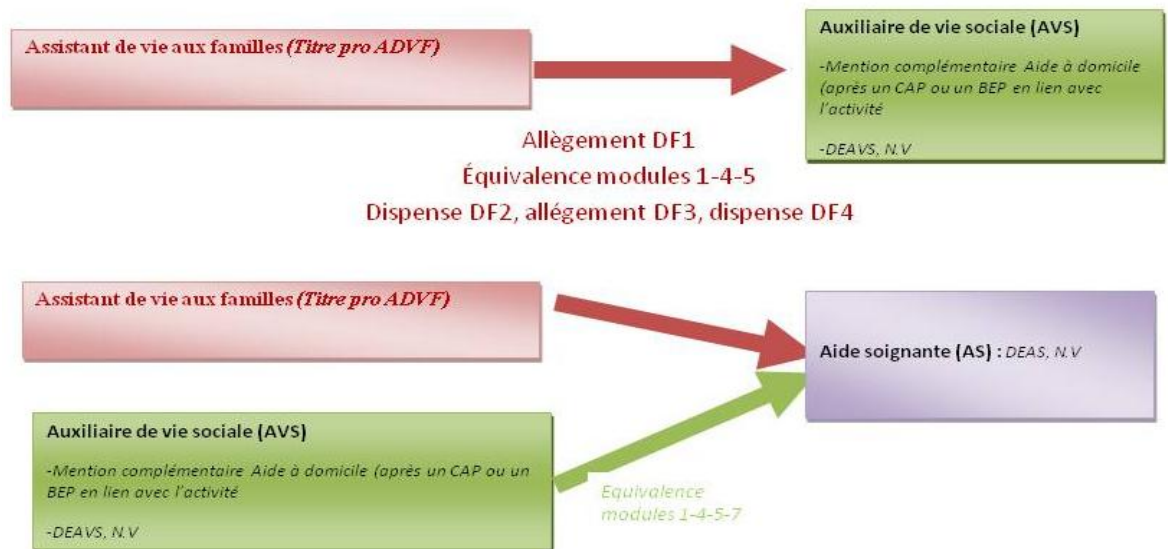 Assistant de vie aux familles (Titre pro ADVF)
Auxiliaire de vie sociale (AVS)
-Mention complémentaire Aide à domicile
(après un CAP ou un BEP en lien avec
l'activité
-DEAVS, N.V
Allègement DF1
Équivalence modules 1-4-5
Dispense DF2, allégement DF3, dispense DF4
Assistant de vie aux familles (Titre pro ADVF)
Aide soignante (AS) : DEAS, N.V
Auxiliaire de vie sociale (AVS)
-Mention complémentaire Aide à domicile (après un CAP ou un
BEP en lien avec l'activité
-DEAVS, N.V
Equivalence
modules 1-4-5-7